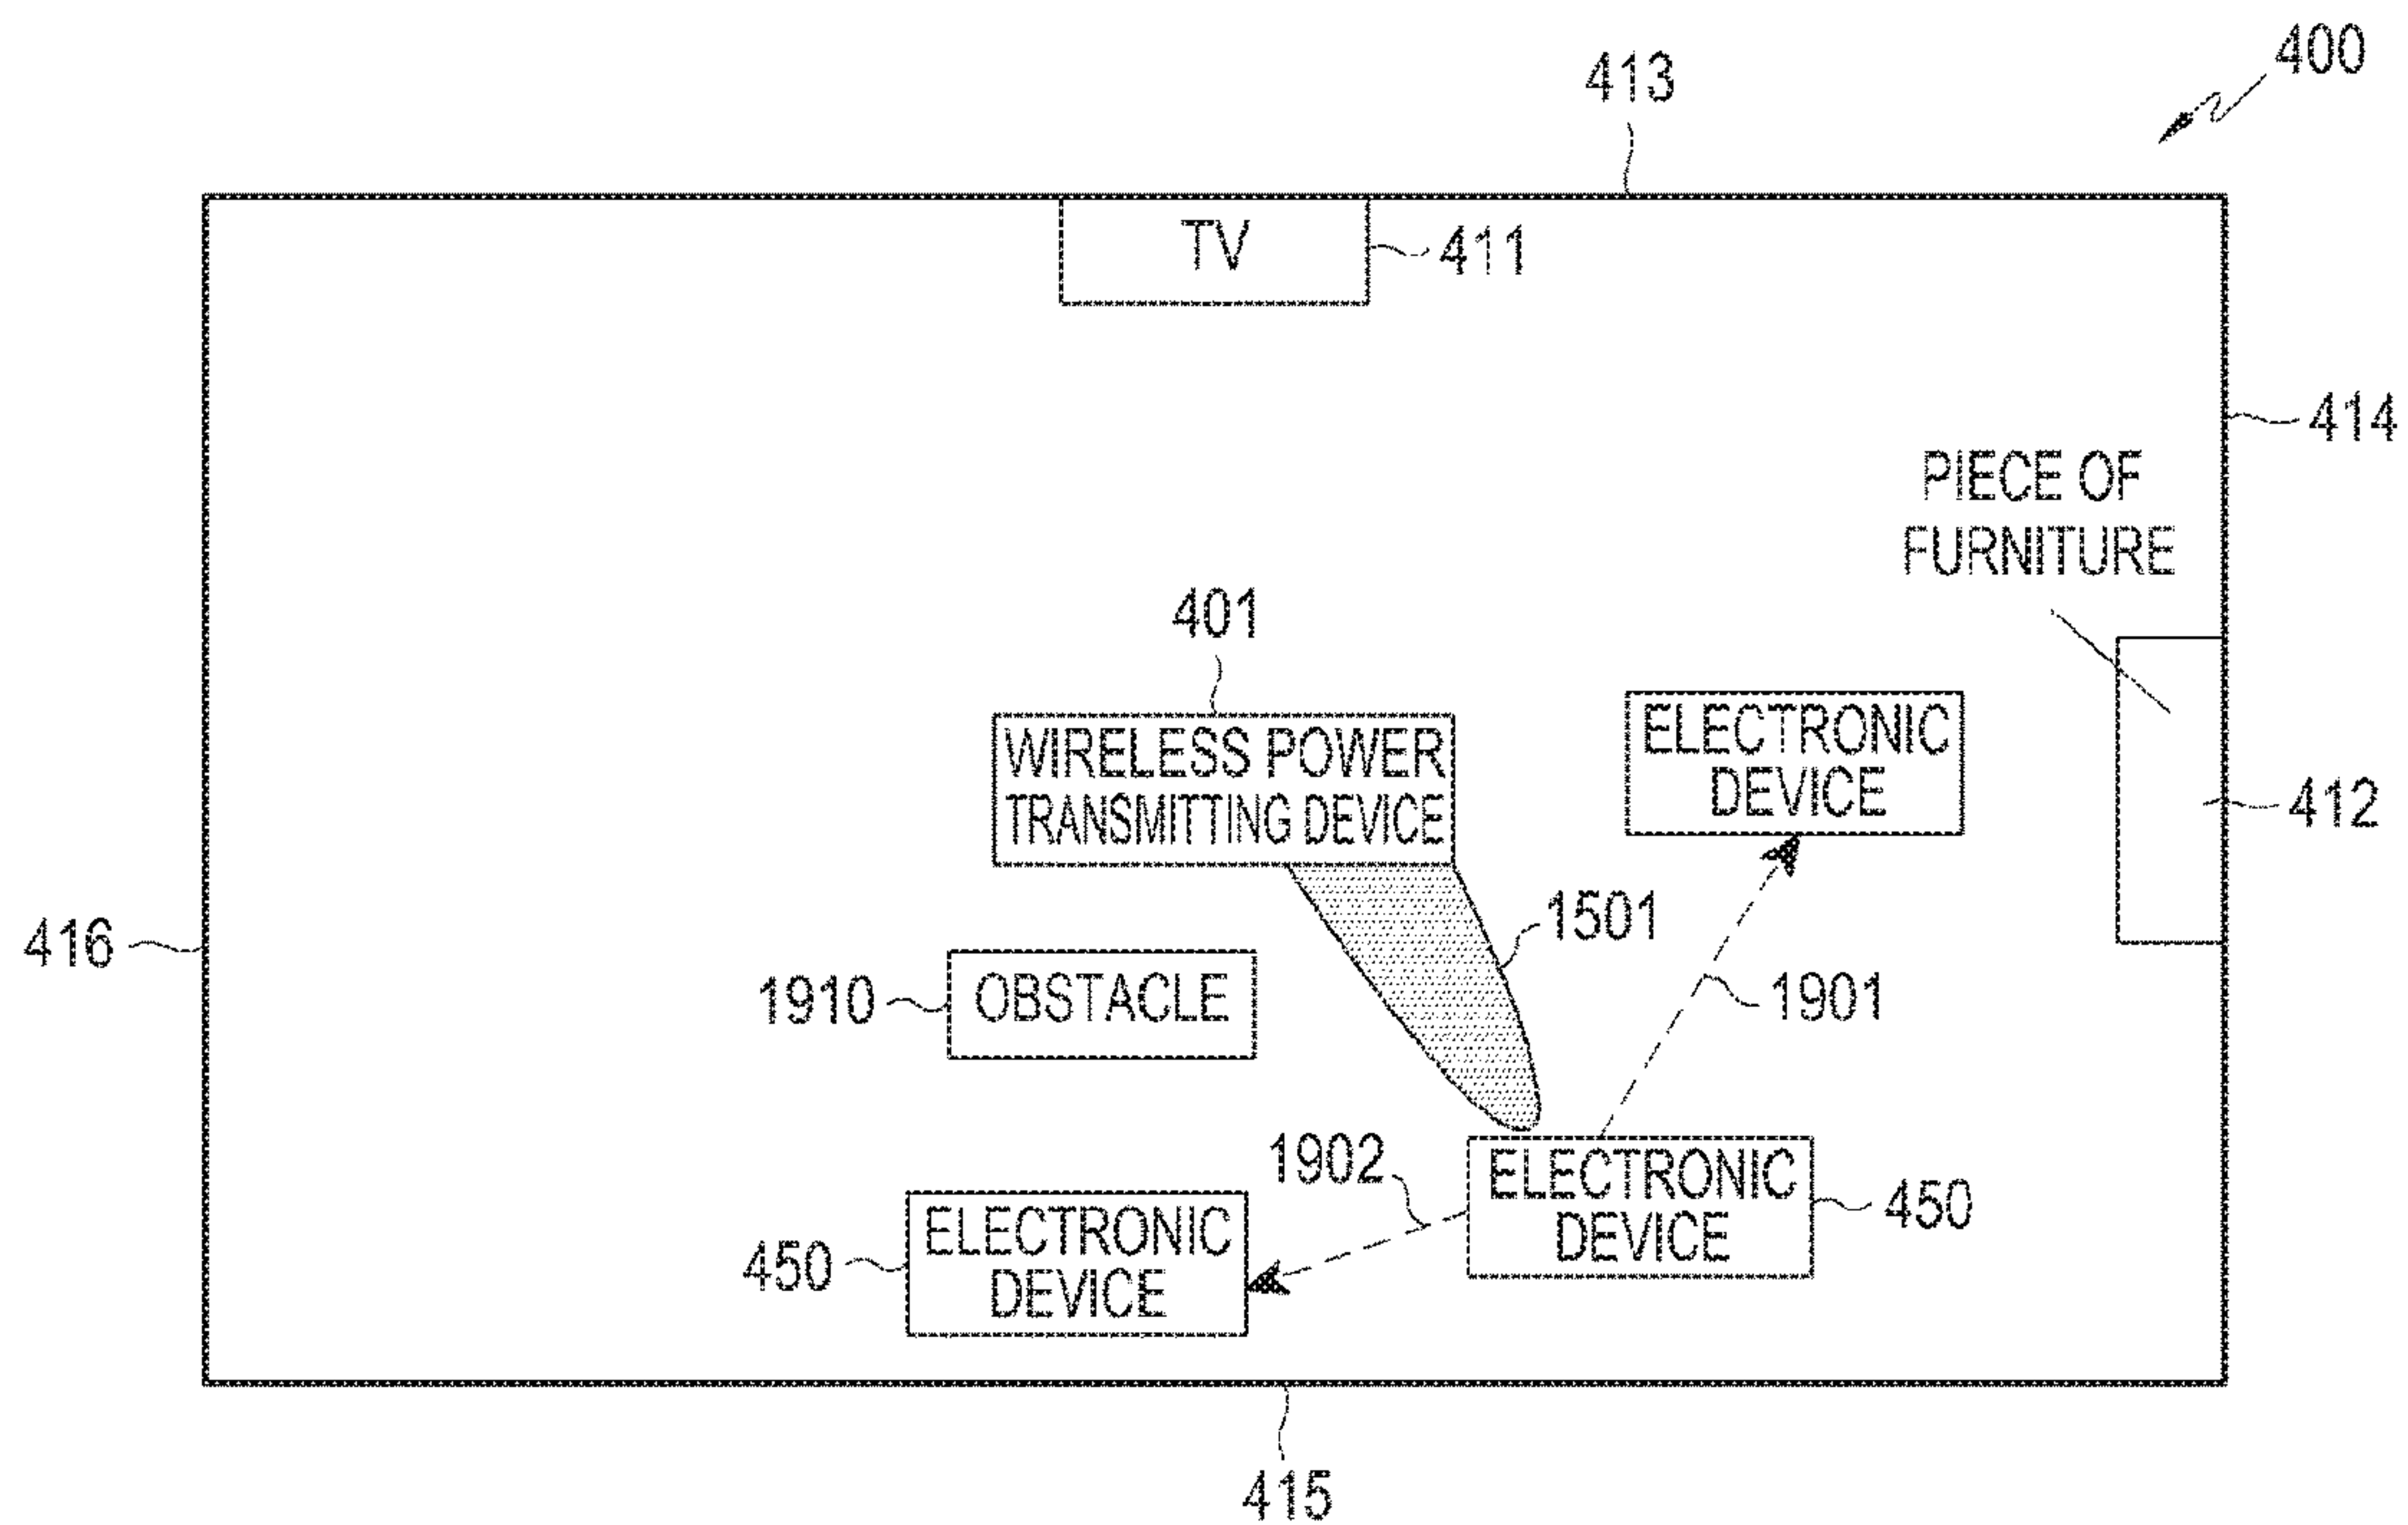 400
413
TV
411
414
PIECE OF
FURNITURE
401
WIRELESS POWER
TRANSMITTING DEVICE
ELECTRONIC
DEVICE
412
1501
416
1910
OBSTACLE
1901
1902
ELECTRONIC
DEVICE
450
450
ELECTRONIC
DEVICE
415